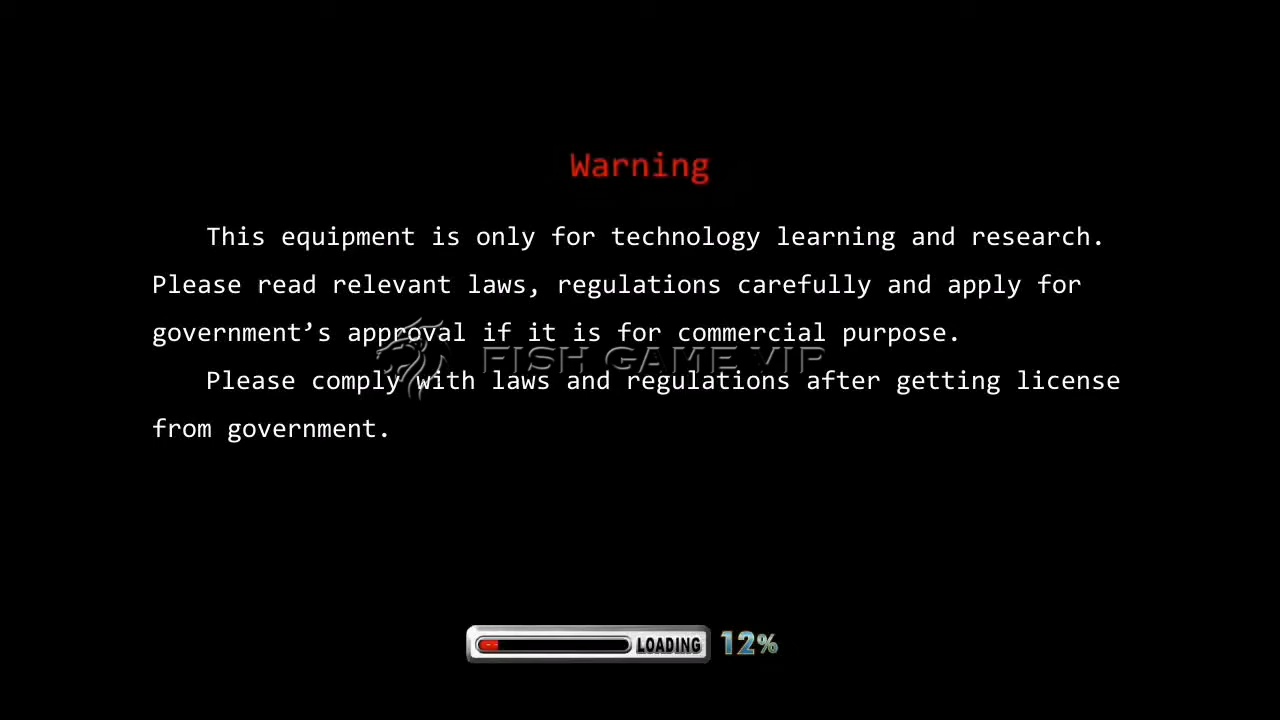 Warning
This equipment is only for technology learning and research.
Please read relevant laws, regulations carefully and apply for
government’s approval if it is for commercial purpose.
FISH GAME VIP
Please comply with laws and regulations after getting license
from government.
LOADING 12%